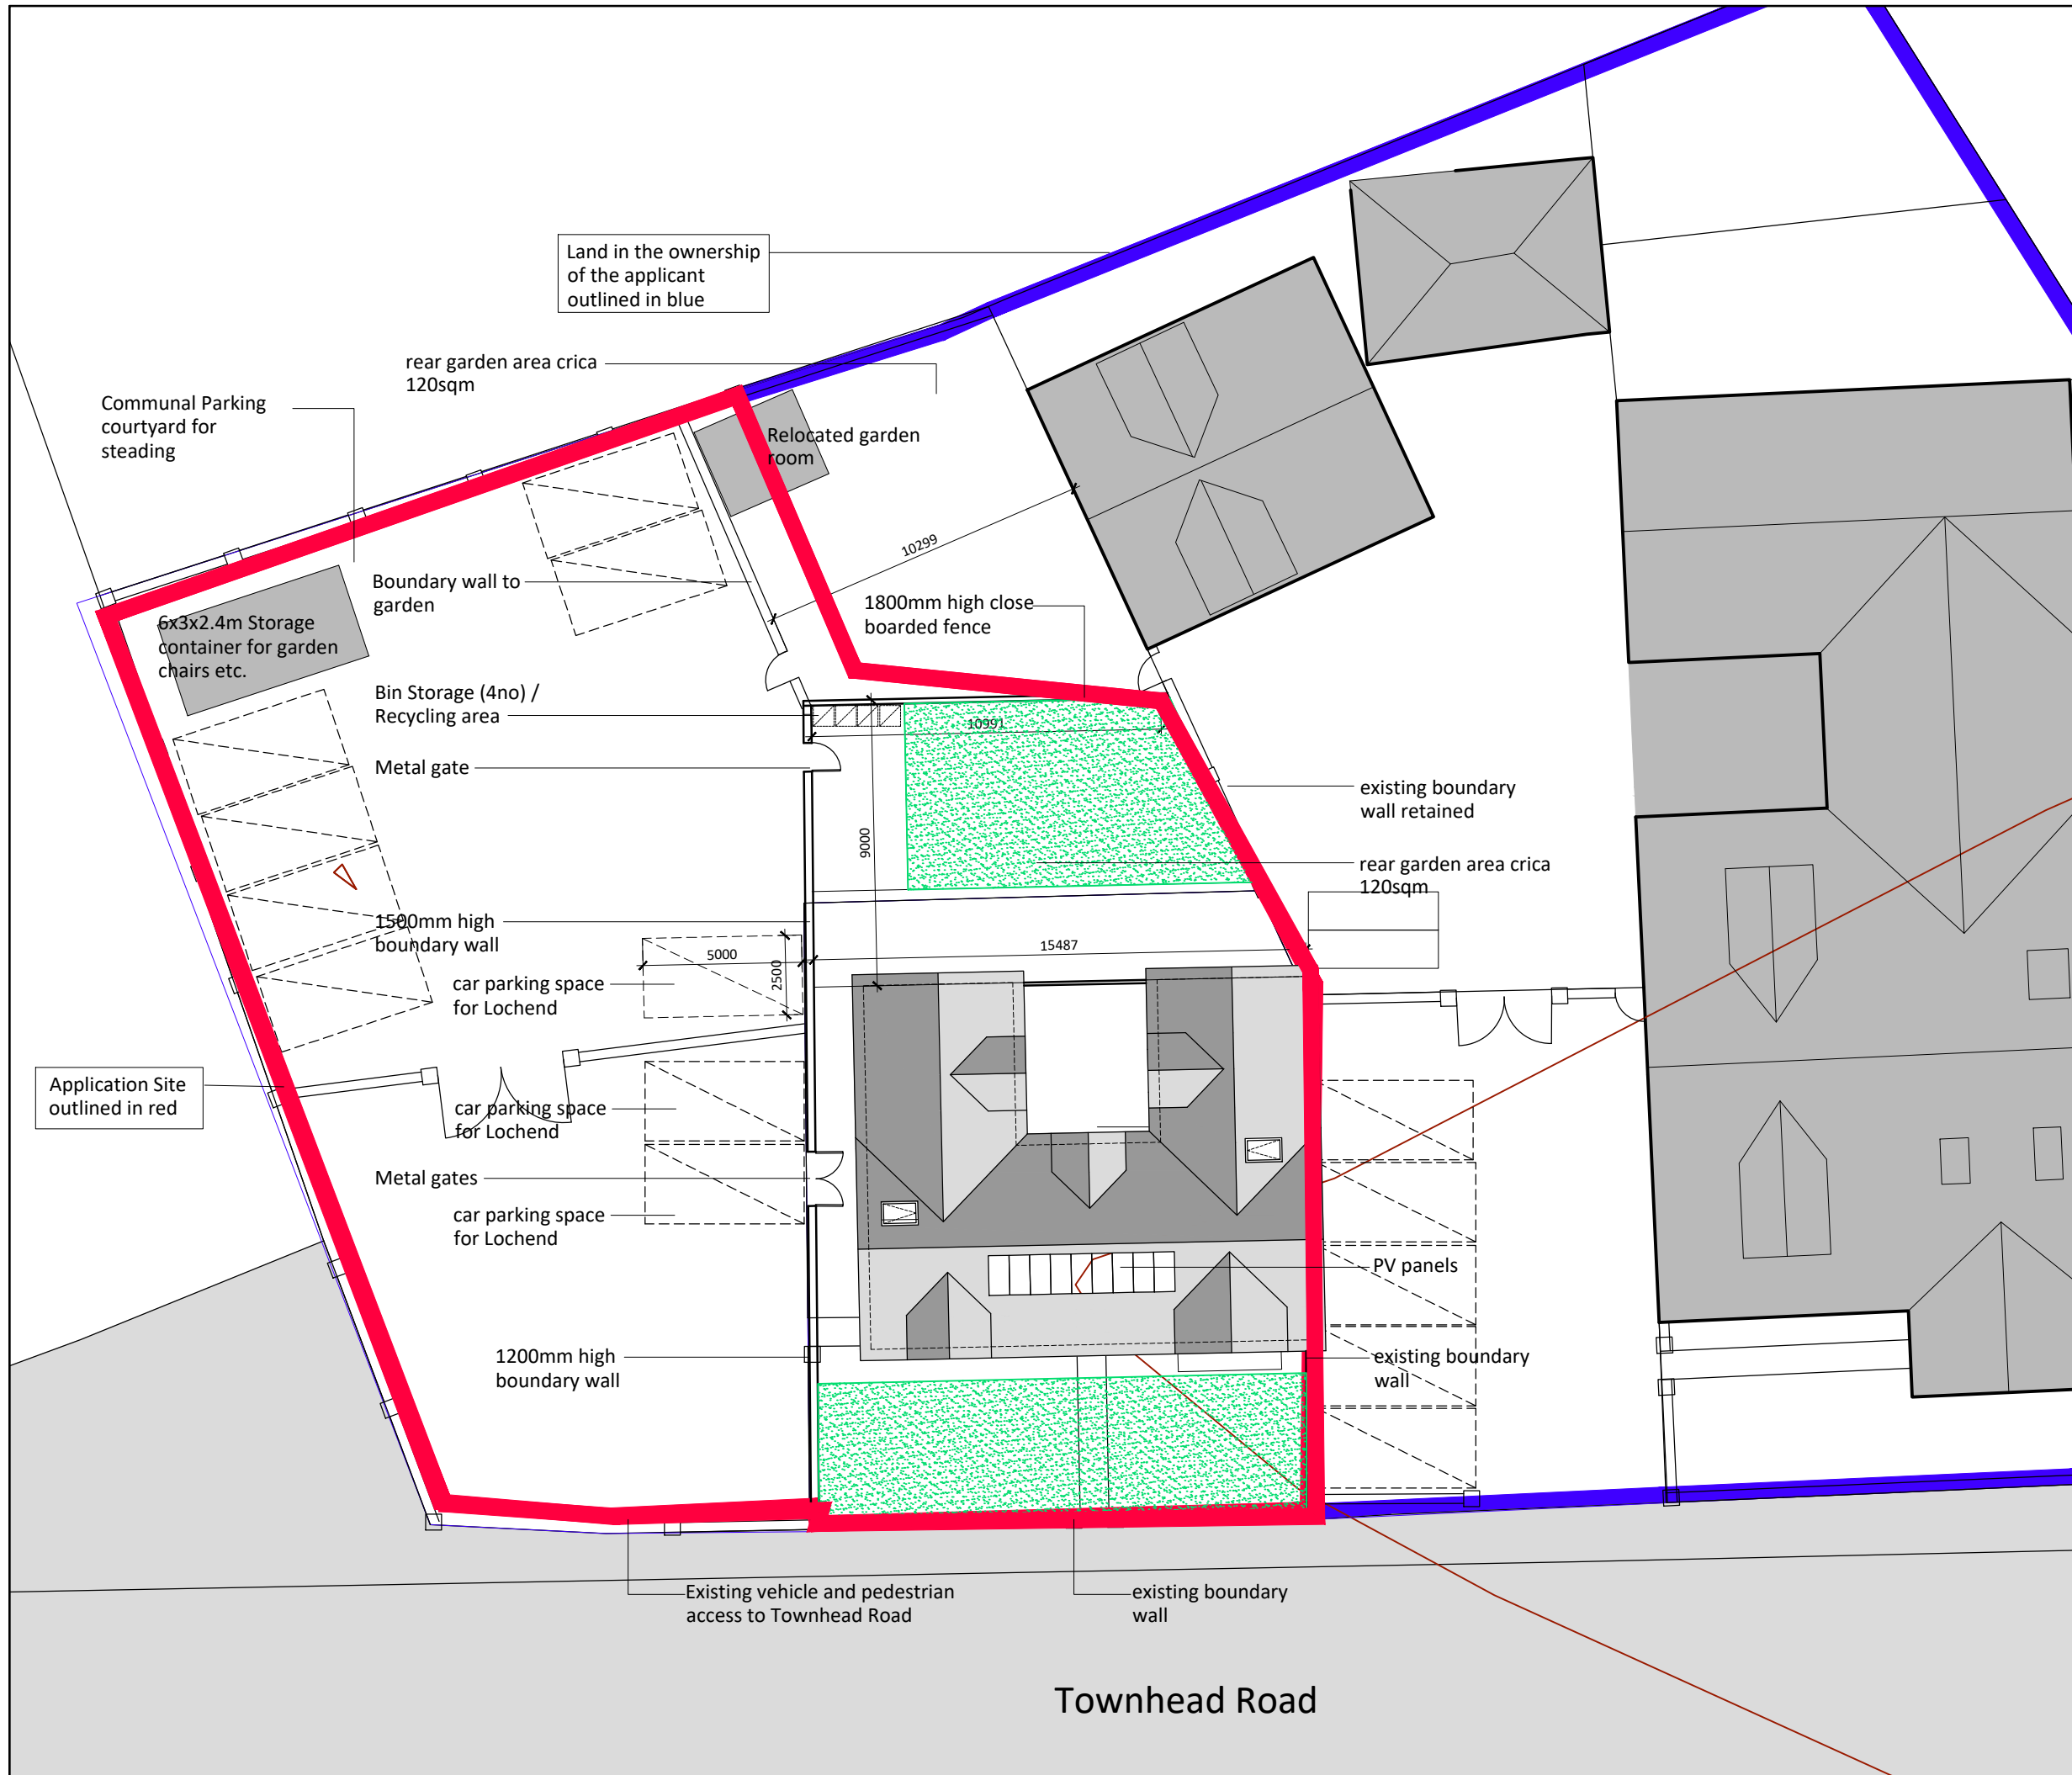 Land in the ownership
of the applicant
outlined in blue
rear garden area crica
120sqm
Communal Parking
courtyard for
steading
Relocated garden
room
10299
Boundary wall to
garden
1800mm high close
boarded fence
6x3x2.4m Storage
container for garden
chairs etc.
Bin Storage (4no) /
Recycling area
10991
Metal gate
existing boundary
wall retained
9000
rear garden area crica
120sqm
1500mm high
boundary wall
15487
5000
2500
car parking space
for Lochend
Application Site
outlined in red
car parking space
for Lochend
Metal gates
car parking space
for Lochend
PV panels
1200mm high
boundary wall
existing boundary
wall
Existing vehicle and pedestrian
access to Townhead Road
existing boundary
wall
Townhead Road